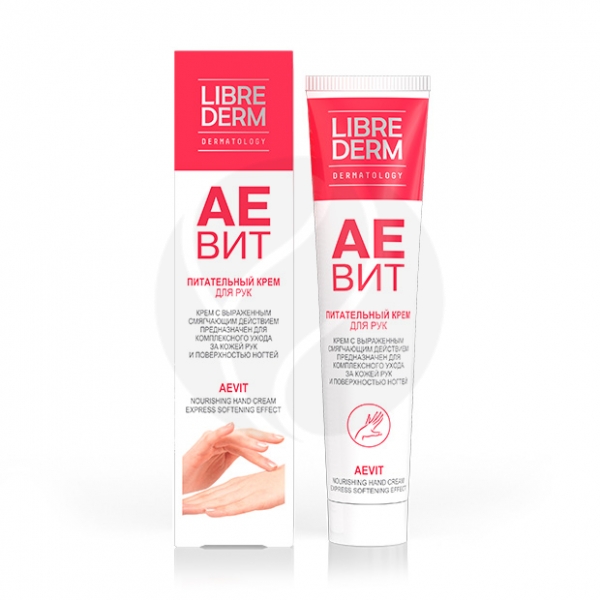 LIBRE
DERM
DERMATOLOGY
АЕ
ВИТ
ПИТАТЕЛЬНЫЙ КРЕМ
ДЛЯ РУК
КРЕМ С ВЫРАЖЕННЫМ
СМЯГЧАЮЩИМ ДЕЙСТВИЕМ
ПРЕДНАЗНАЧЕН ДЛЯ
КОМПЛЕКСНОГО УХОДА
ЗА КОЖЕЙ РУК
И ПОВЕРХНОСТЬЮ НОГТЕЙ
AEVIT
NOURISHING HAND CREAM
EXPRESS SOFTENING EFFECT
LIBRE
DERM
DERMATOLOGY
АЕ
ВИТ
ПИТАТЕЛЬНЫЙ КРЕМ
ДЛЯ РУК
КРЕМ С ВЫРАЖЕННЫМ
СМЯГЧАЮЩИМ ДЕЙСТВИЕМ
ПРЕДНАЗНАЧЕН ДЛЯ
КОМПЛЕКСНОГО УХОДА
ЗА КОЖЕЙ РУК
И ПОВЕРХНОСТЬЮ НОГТЕЙ
AEVIT
NOURISHING HAND CREAM
EXPRESS SOFTENING EFFECT